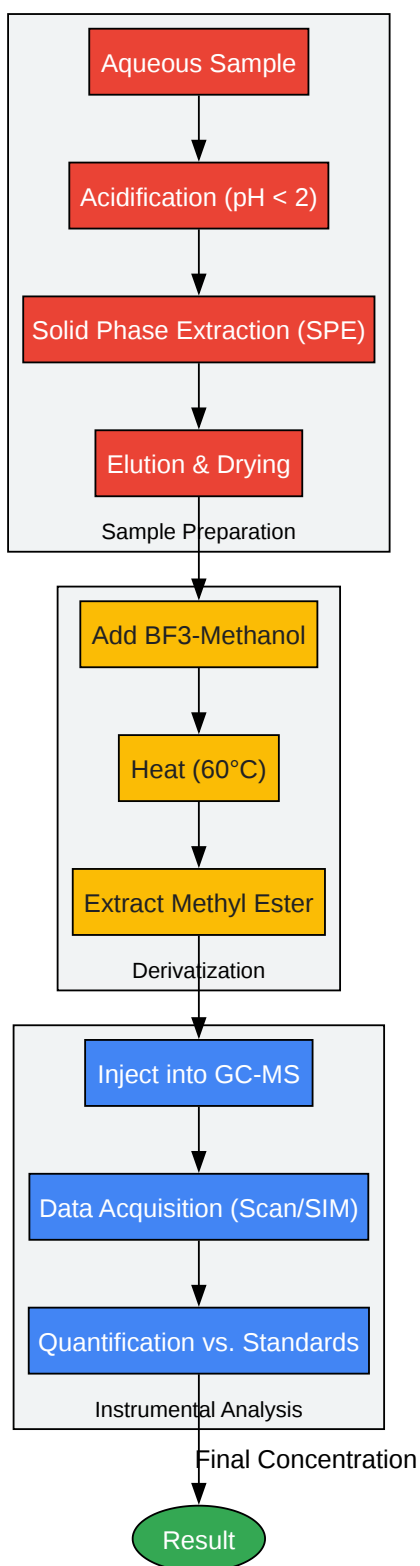 Aqueous Sample
Acidification (pH < 2)
Solid Phase Extraction (SPE)
Elution & Drying
Sample Preparation
Add BF3-Methanol
Heat (60°C)
Extract Methyl Ester
Derivatization
Inject into GC-MS
Data Acquisition (Scan/SIM)
Quantification vs. Standards
Instrumental Analysis
Final Concentration
Result